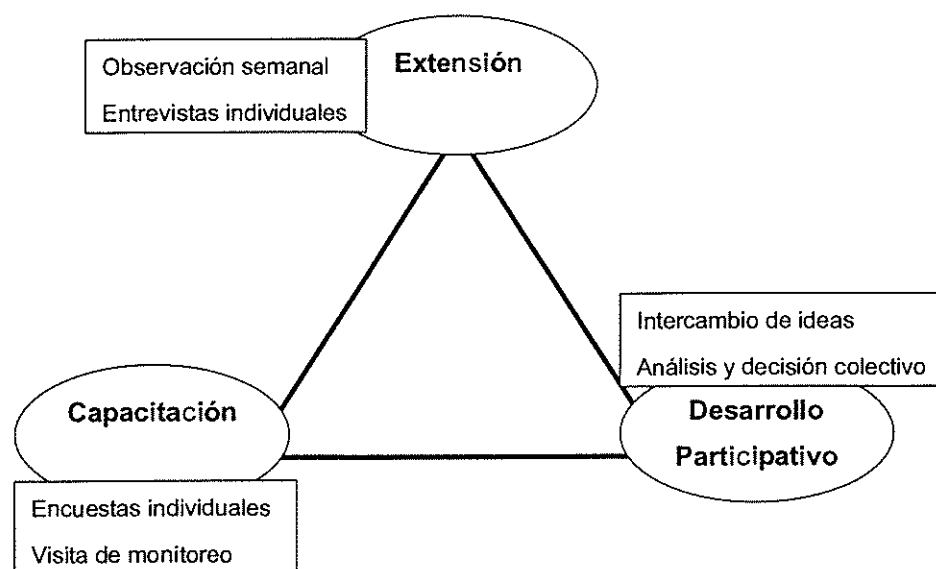 Observación semanal
Entrevistas individuales
Extensión
Intercambio de ideas
Análisis y decisión colectivo
Desarrollo
Participativo
Capacitación
Encuestas individuales
Visita de monitoreo